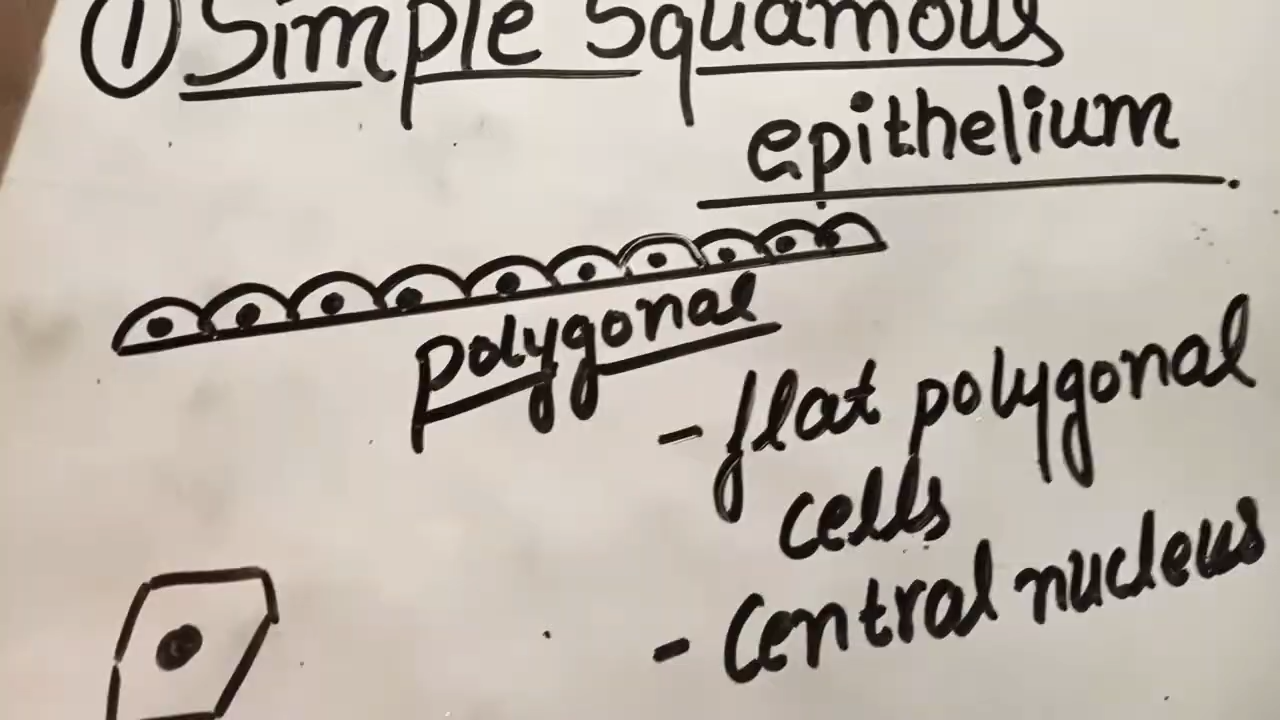 ① Simple Squamous
epithelium.
polygonal
- flat polygonal
cells
- Central nucleus